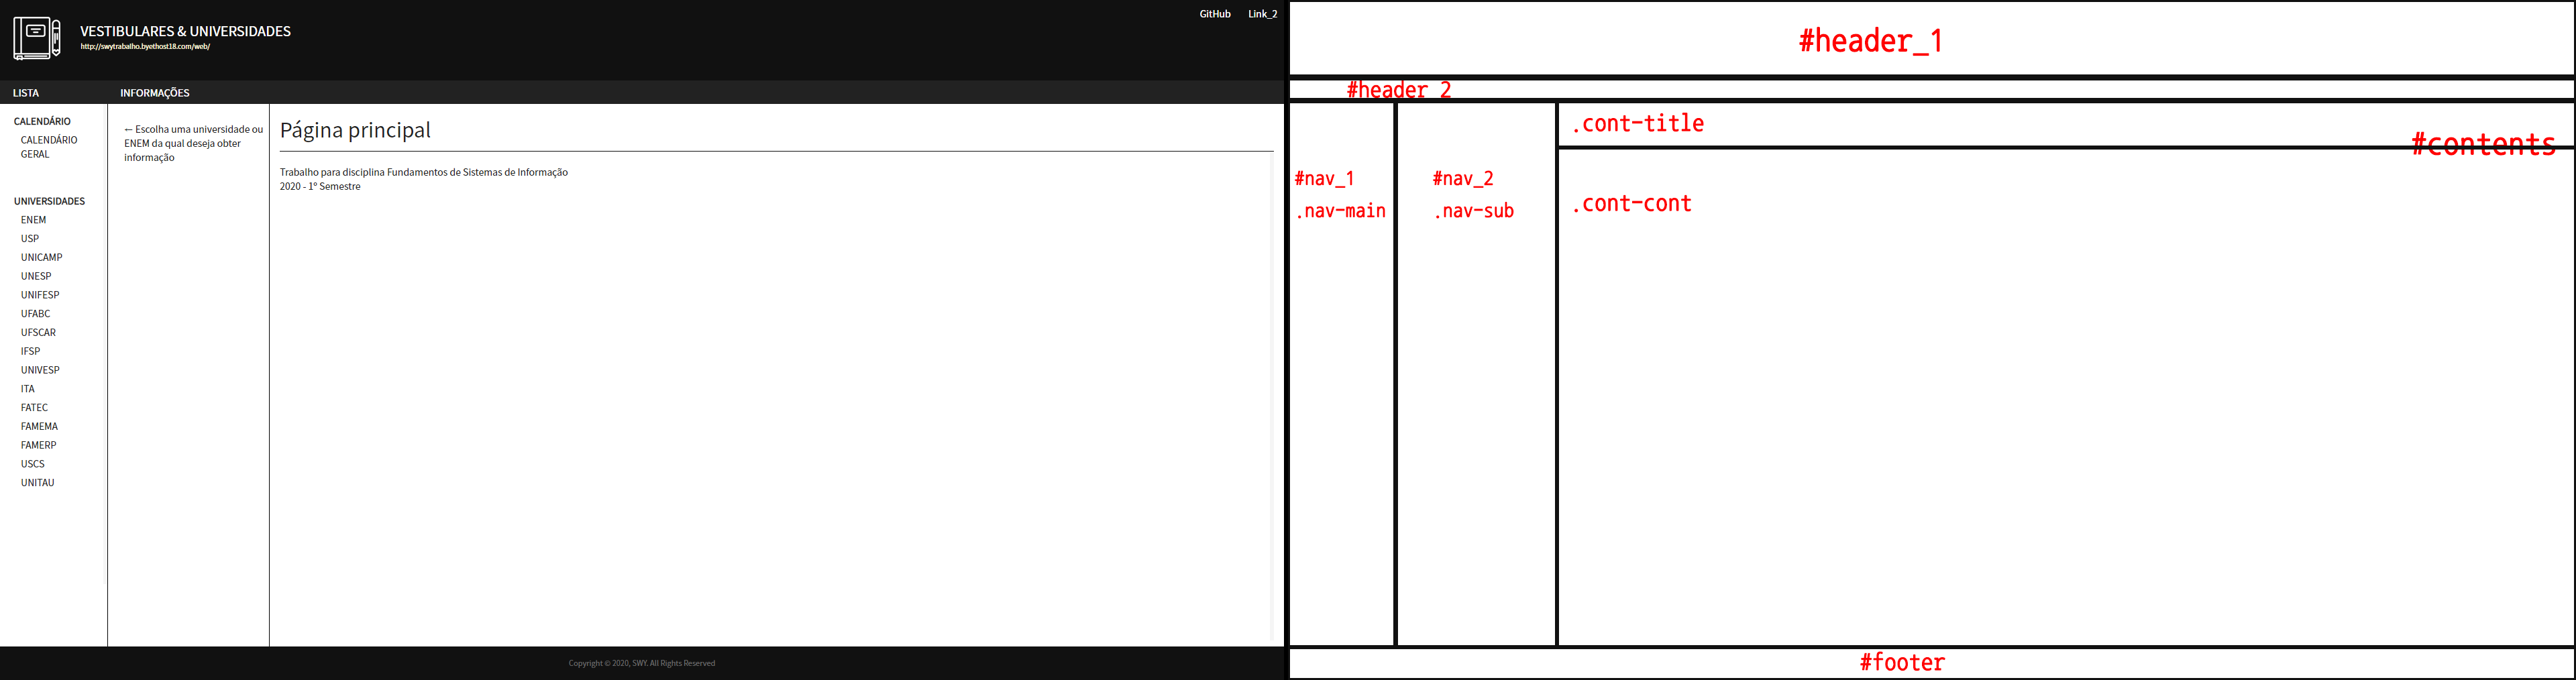 VESTIBULARES & UNIVERSIDADES
http://swytrabalho.byethost18.com/web/
GitHub Link_2
LISTA INFORMAÇÕES
CALENDÁRIO
CALENDÁRIO
GERAL
UNIVERSIDADES
ENEM
USP
UNICAMP
UNESP
UNIFESP
UFABC
UFSCAR
IFSP
UNIVESP
ITA
FATEC
FAMEMA
FAMERP
USCS
UNITAU
← Escolha uma universidade ou
ENEM da qual deseja obter
informação
Página principal
Trabalho para disciplina Fundamentos de Sistemas de Informação
2020 - 1º Semestre
Copyright © 2020, SWY. All Rights Reserved
#header_1
#header_2
#nav_1
.nav-main
#nav_2
.nav-sub
.cont-title
#contents
.cont-cont
#footer